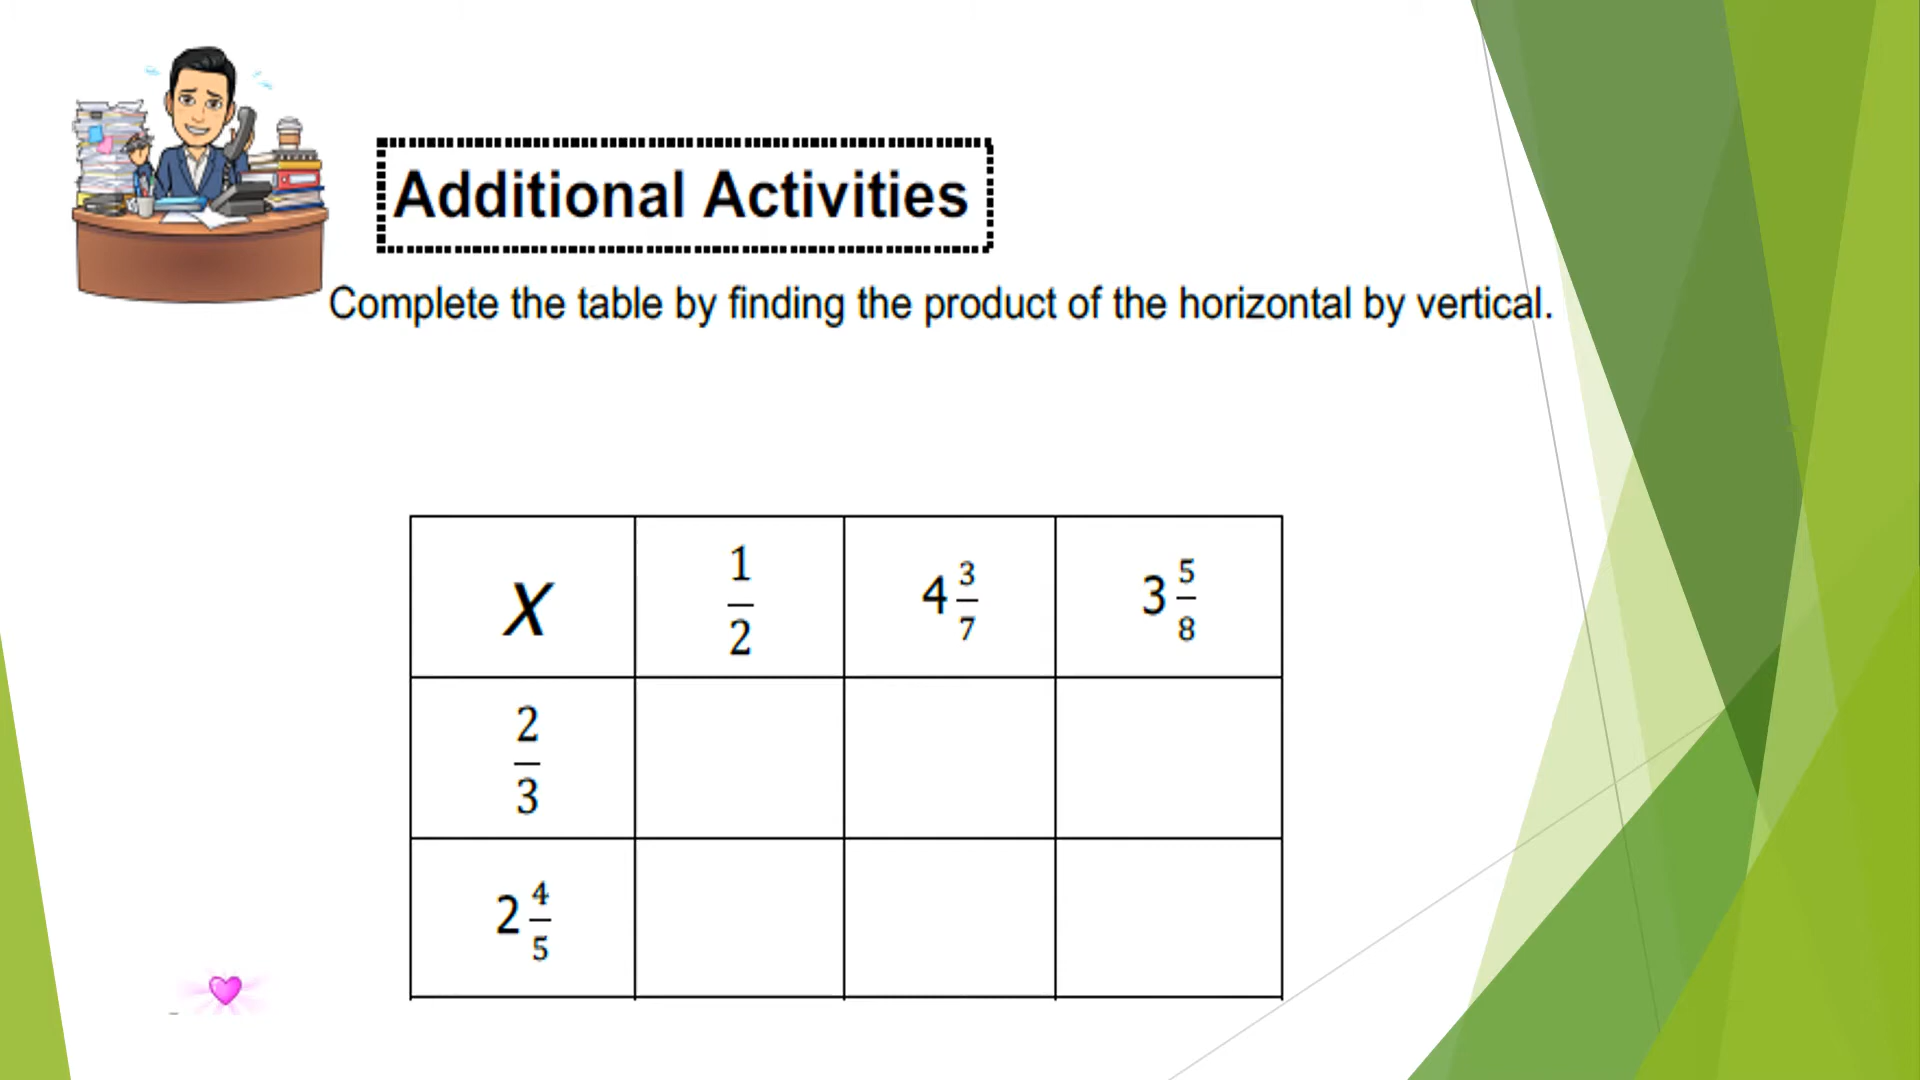 Additional Activities
Complete the table by finding the product of the horizontal by vertical.
X 1/2 4 3/7 3 5/8
2/3
2 4/5